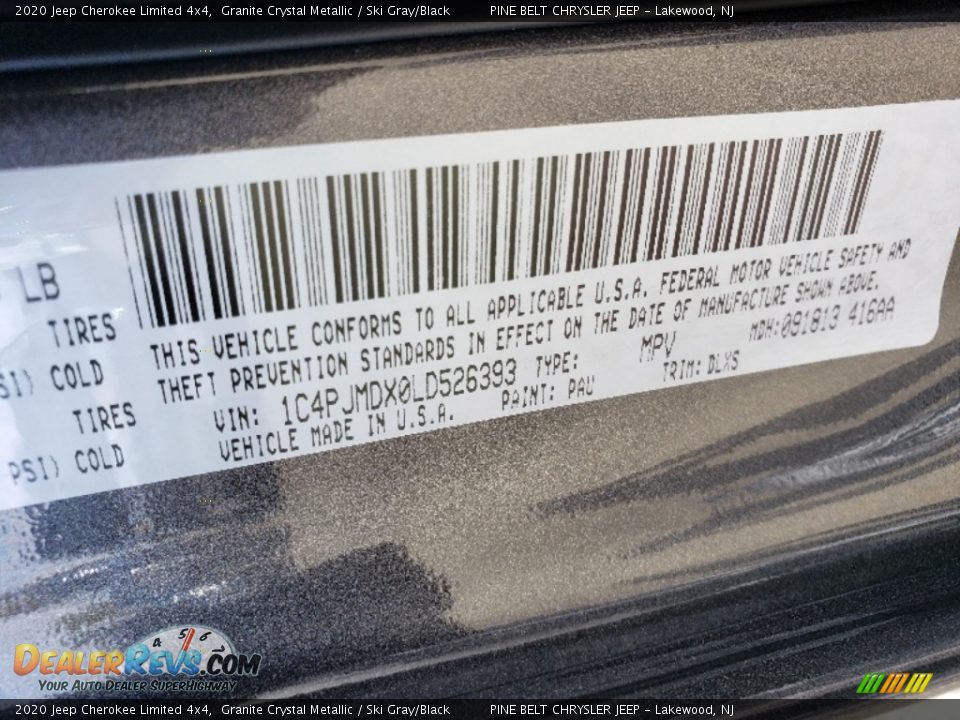 2020 Jeep Cherokee Limited 4x4,  Granite Crystal Metallic / Ski Gray/Black     PINE BELT CHRYSLER JEEP - Lakewood, NJ
LB
TIRES
COLD
TIRES
PSI) COLD
THIS VEHICLE CONFORMS TO ALL APPLICABLE U.S.A. FEDERAL MOTOR VEHICLE SAFETY AND
THEFT PREVENTION STANDARDS IN EFFECT ON THE DATE OF MANUFACTURE SHOWN ABOVE.
VIN: 1C4PJMDX0LD526393 TYPE: MPV MDH:091813 416AA
VEHICLE MADE IN U.S.A. PAINT: PAU TRIM: DLXS
4 5 6
DealerRevs.com
Your Auto Dealer SuperHighway
2020 Jeep Cherokee Limited 4x4,  Granite Crystal Metallic / Ski Gray/Black     PINE BELT CHRYSLER JEEP - Lakewood, NJ